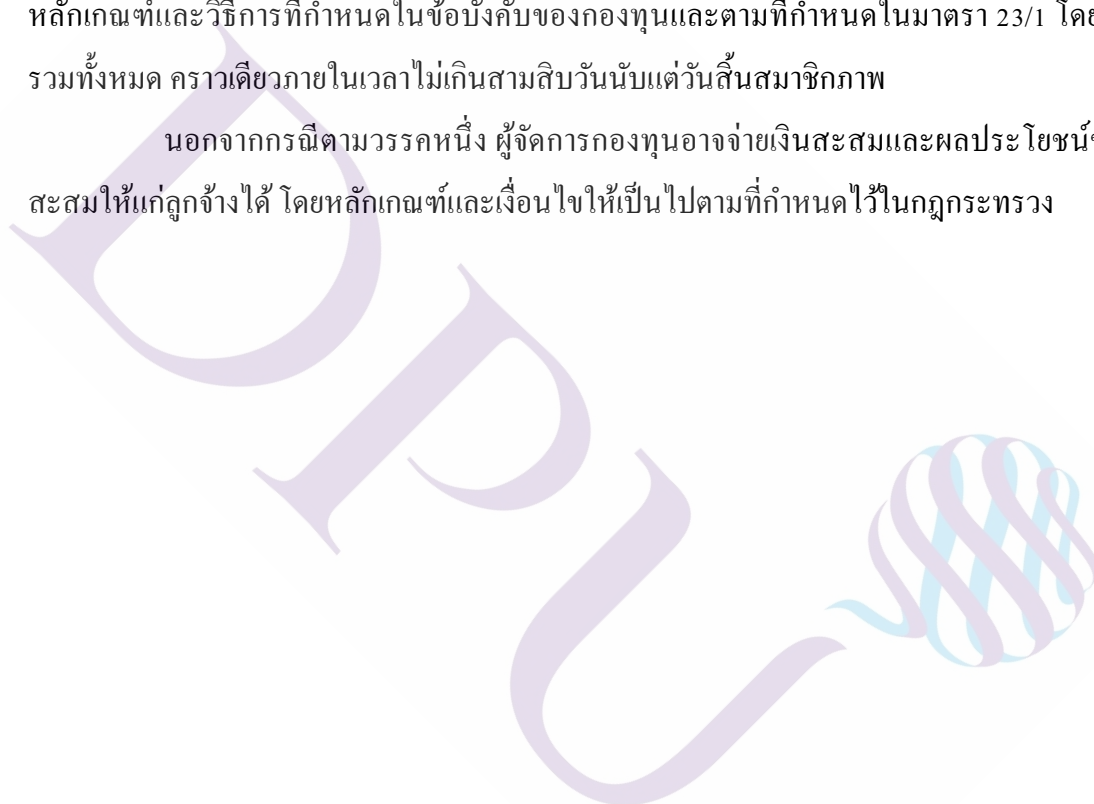 หลักเกณฑ์และวิธีการที่กำหนดในข้อบังคับของกองทุนและตามที่กำหนดในมาตรา 23/1 โดย
รวมทั้งหมด คราวเดียวภายในเวลาไม่เกินสามสิบวันนับแต่วันสิ้นสมาชิกภาพ
นอกจากกรณีตามวรรคหนึ่ง ผู้จัดการกองทุนอาจจ่ายเงินสะสมและผลประโยชน์
สะสมให้แก่ลูกจ้างได้ โดยหลักเกณฑ์และเงื่อนไขให้เป็นไปตามที่กำหนดไว้ในกฎกระทรวง
DPU